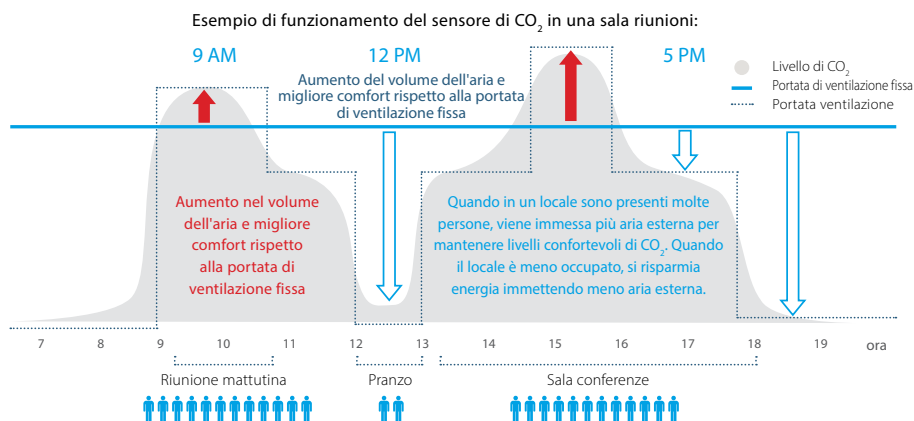 Esempio di funzionamento del sensore di CO₂ in una sala riunioni:
9 AM
12 PM
5 PM
Aumento del volume dell'aria e
migliore comfort rispetto alla portata
di ventilazione fissa
Livello di CO₂
Portata di ventilazione fissa
Portata ventilazione
Aumento nel volume
dell'aria e migliore
comfort rispetto
alla portata di
ventilazione fissa
Quando in un locale sono presenti molte
persone, viene immessa più aria esterna per
mantenere livelli confortevoli di CO₂. Quando
il locale è meno occupato, si risparmia
energia immettendo meno aria esterna.
7 8 9 10 11 12 13 14 15 16 17 18 19 ora
Riunione mattutina
Pranzo
Sala conferenze